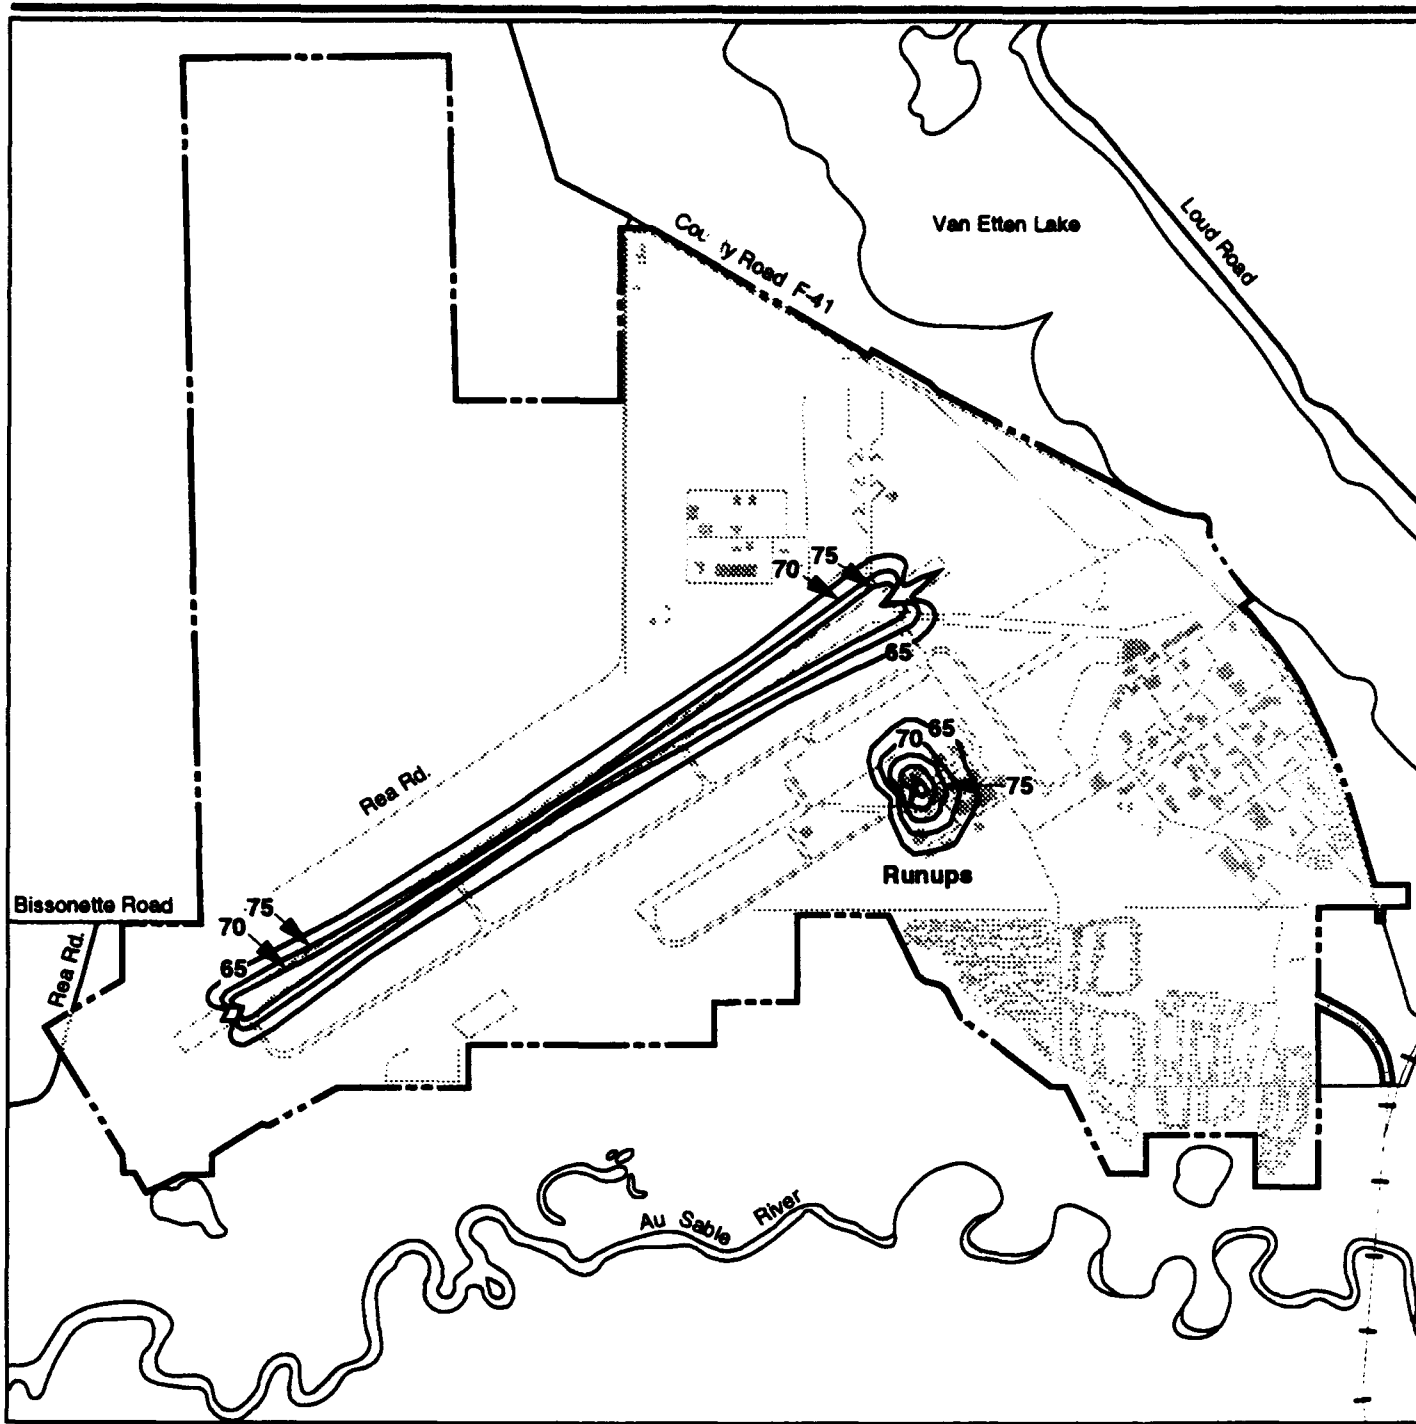 Van Etten Lake
Loud Road
Road F-41
75
70
65
70 65
75
Runups
Rea Rd.
Bissonette Road
75
70
65
Rea Rd.
Au Sable River